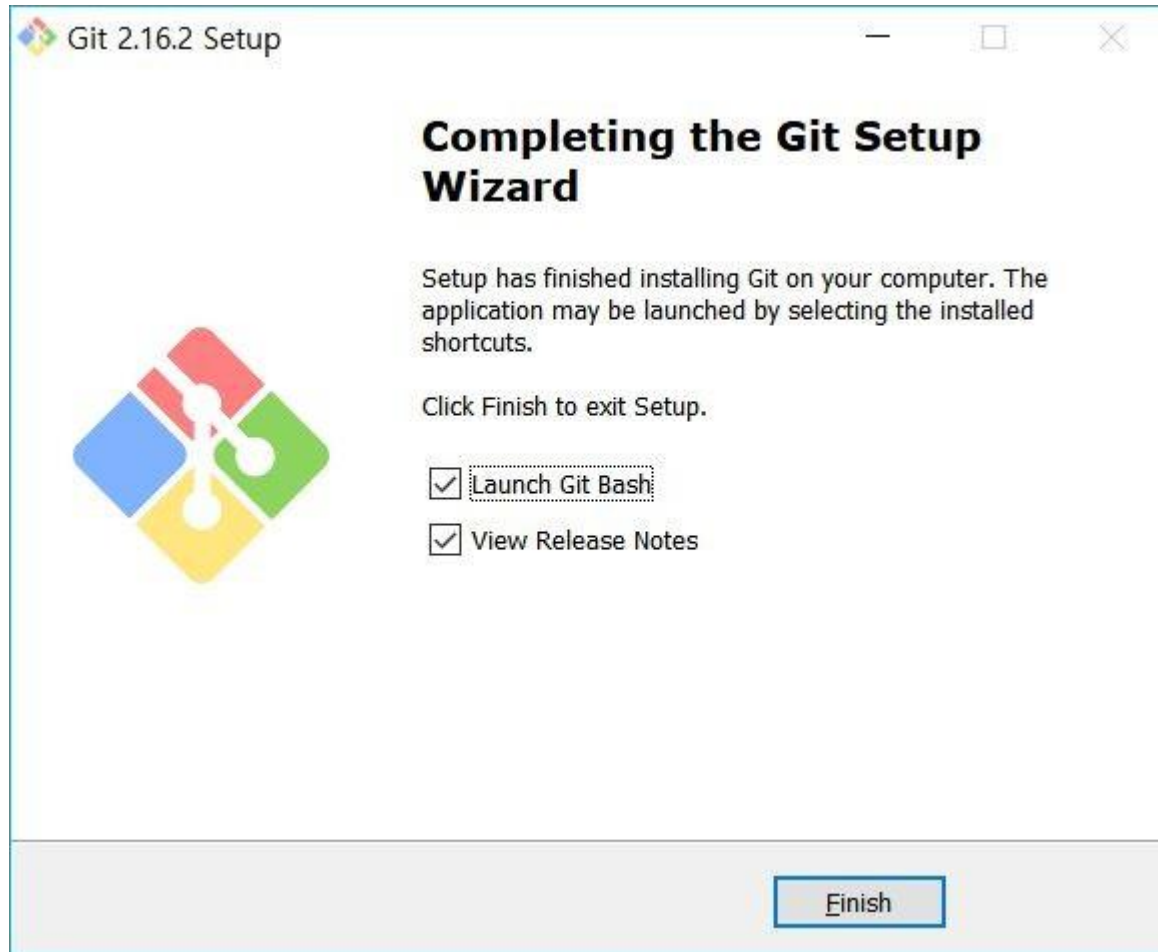 Git 2.16.2 Setup
Completing the Git Setup
Wizard
Setup has finished installing Git on your computer. The
application may be launched by selecting the installed
shortcuts.
Click Finish to exit Setup.
Launch Git Bash
View Release Notes
Finish